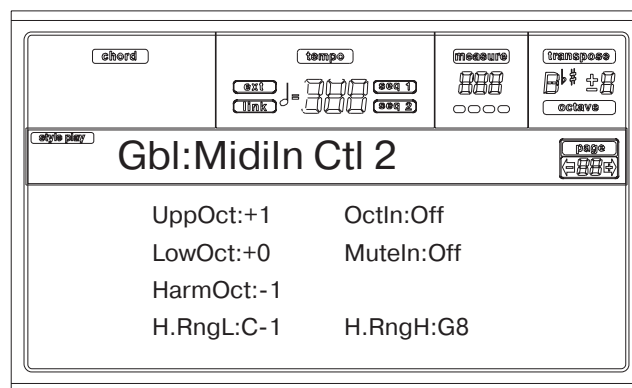 chord
tempo
measure
transpose
ext
seq 1
link
seq 2
octave
style play
Gbl:MidiIn Ctl 2
page
UppOct:+1 OctIn:Off
LowOct:+0 MuteIn:Off
HarmOct:-1
H.RngL:C-1 H.RngH:G8